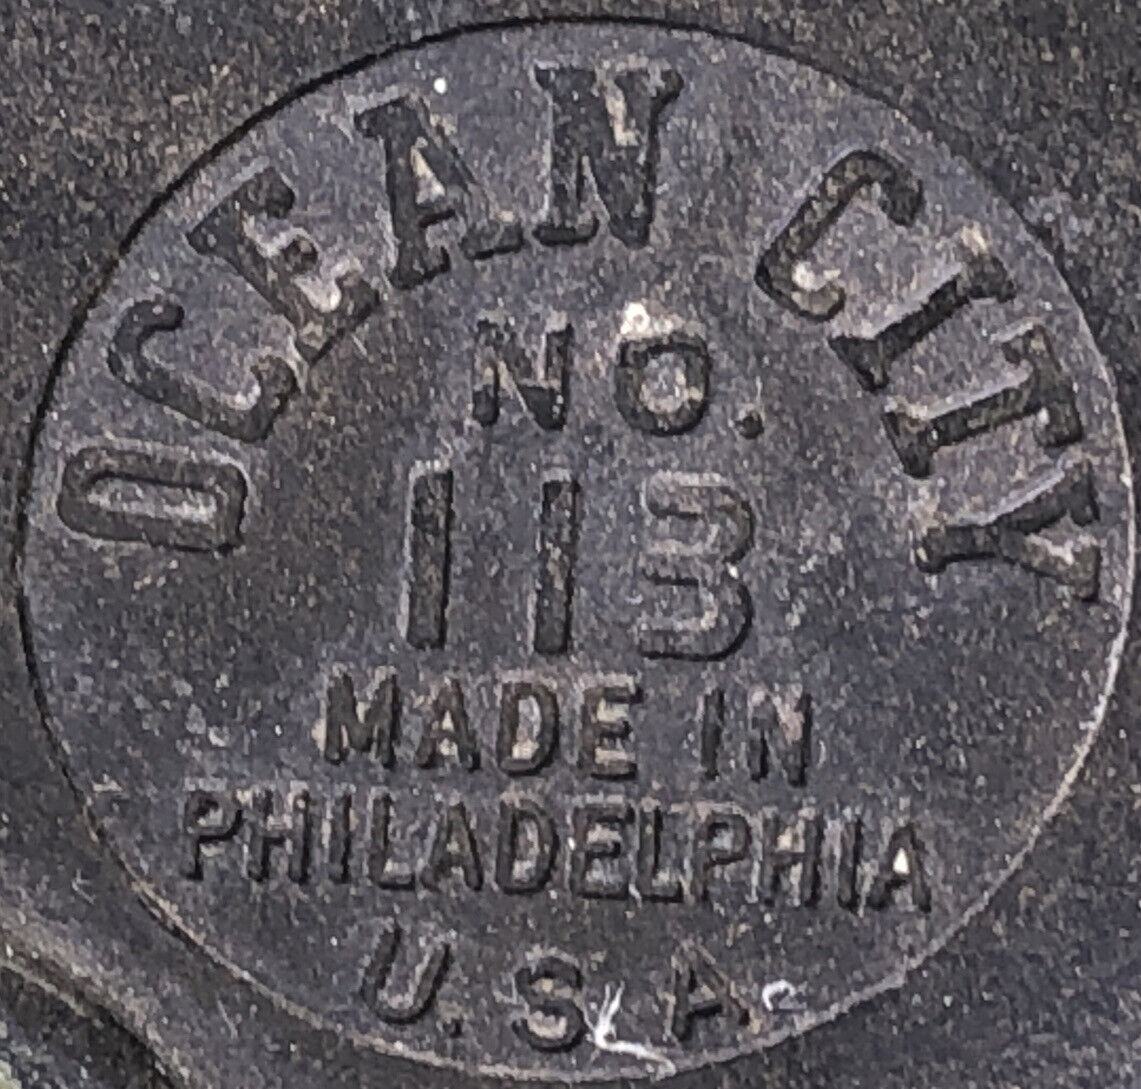 OCEAN CITY
NO.
113
MADE IN
PHILADELPHIA
U.S.A.